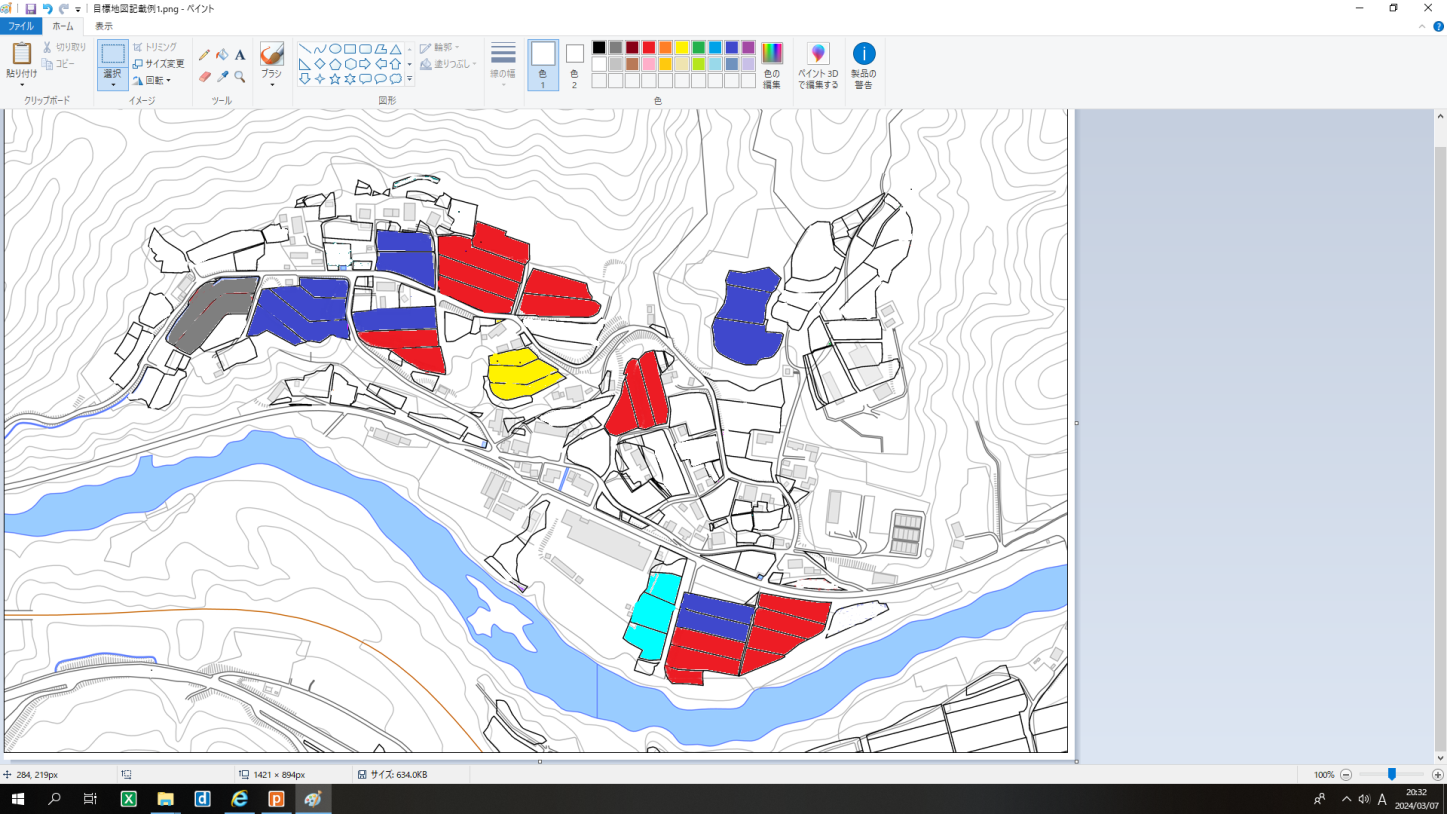 目標地図記載例1.png - ペイント
ファイル ホーム 表示
貼り付け
切り取り
コピー
クリップボード
選択
トリミング
サイズ変更
回転
イメージ
A
ツール
ブラシ
輪郭
塗りつぶし
図形
線の幅
色
1
色
2
色の
編集
色
ペイント 3D
で編集する
製品の
警告
284, 219px
1421 × 894px
サイズ: 634.0KB
100%
A
20:32
2024/03/07